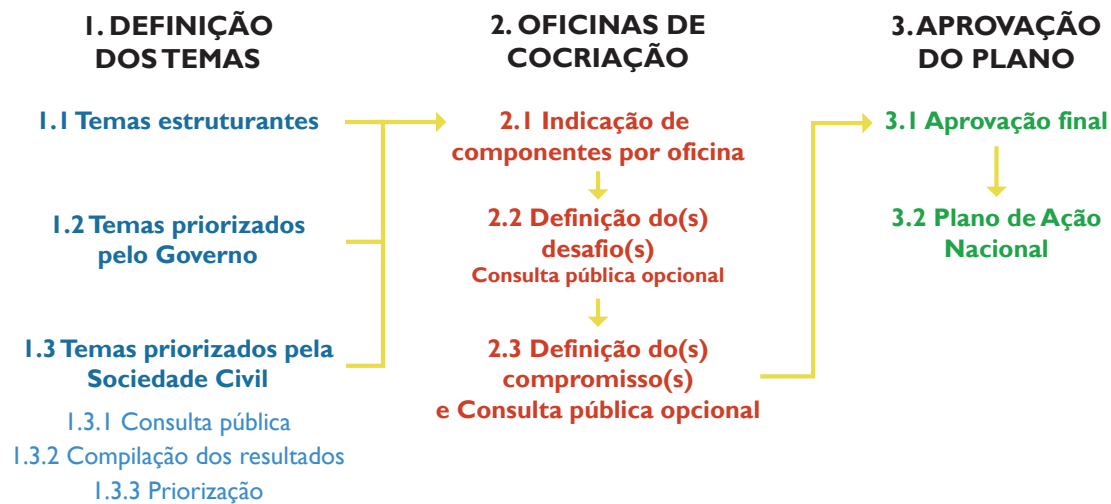 1. DEFINIÇÃO
DOS TEMAS
1.1 Temas estruturantes
1.2 Temas priorizados
pelo Governo
1.3 Temas priorizados pela
Sociedade Civil
1.3.1 Consulta pública
1.3.2 Compilação dos resultados
1.3.3 Priorização
2. OFICINAS DE
COCRIAÇÃO
2.1 Indicação de
componentes por oficina
2.2 Definição do(s)
desafio(s)
Consulta pública opcional
2.3 Definição do(s)
compromisso(s)
e Consulta pública opcional
3. APROVAÇÃO
DO PLANO
3.1 Aprovação final
3.2 Plano de Ação
Nacional